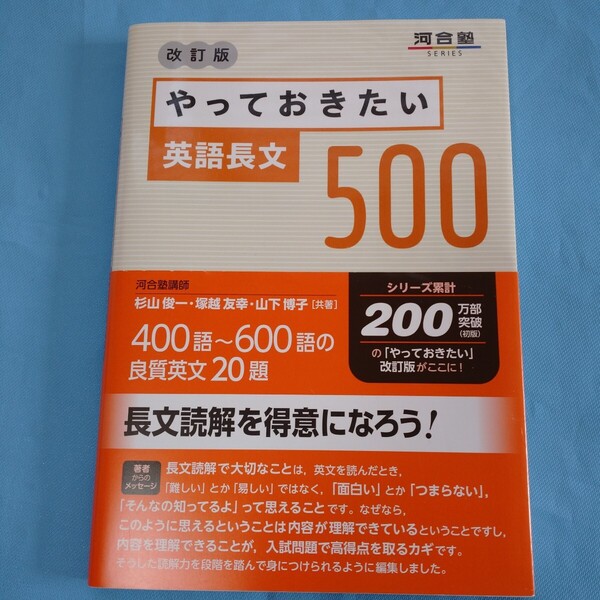 改訂版
河合塾
SERIES
やっておきたい
英語長文
500
河合塾講師
杉山 俊一・塚越 友幸・山下 博子[共著]
400語～600語の
良質英文20題
シリーズ累計
200万部突破(初版)
の「やっておきたい」
改訂版がここに！
長文読解を得意になろう！
著者からのメッセージ
長文読解で大切なことは，英文を読んだとき，
「難しい」とか「易しい」ではなく，「面白い」とか「つまらない」，
「そんなの知ってるよ」って思えることです。なぜなら，
このように思えるということは内容が理解できているということですし，
内容を理解できることが，入試問題で高得点を取るカギです。
そうした読解力を段階を踏んで身につけられるように編集しました。